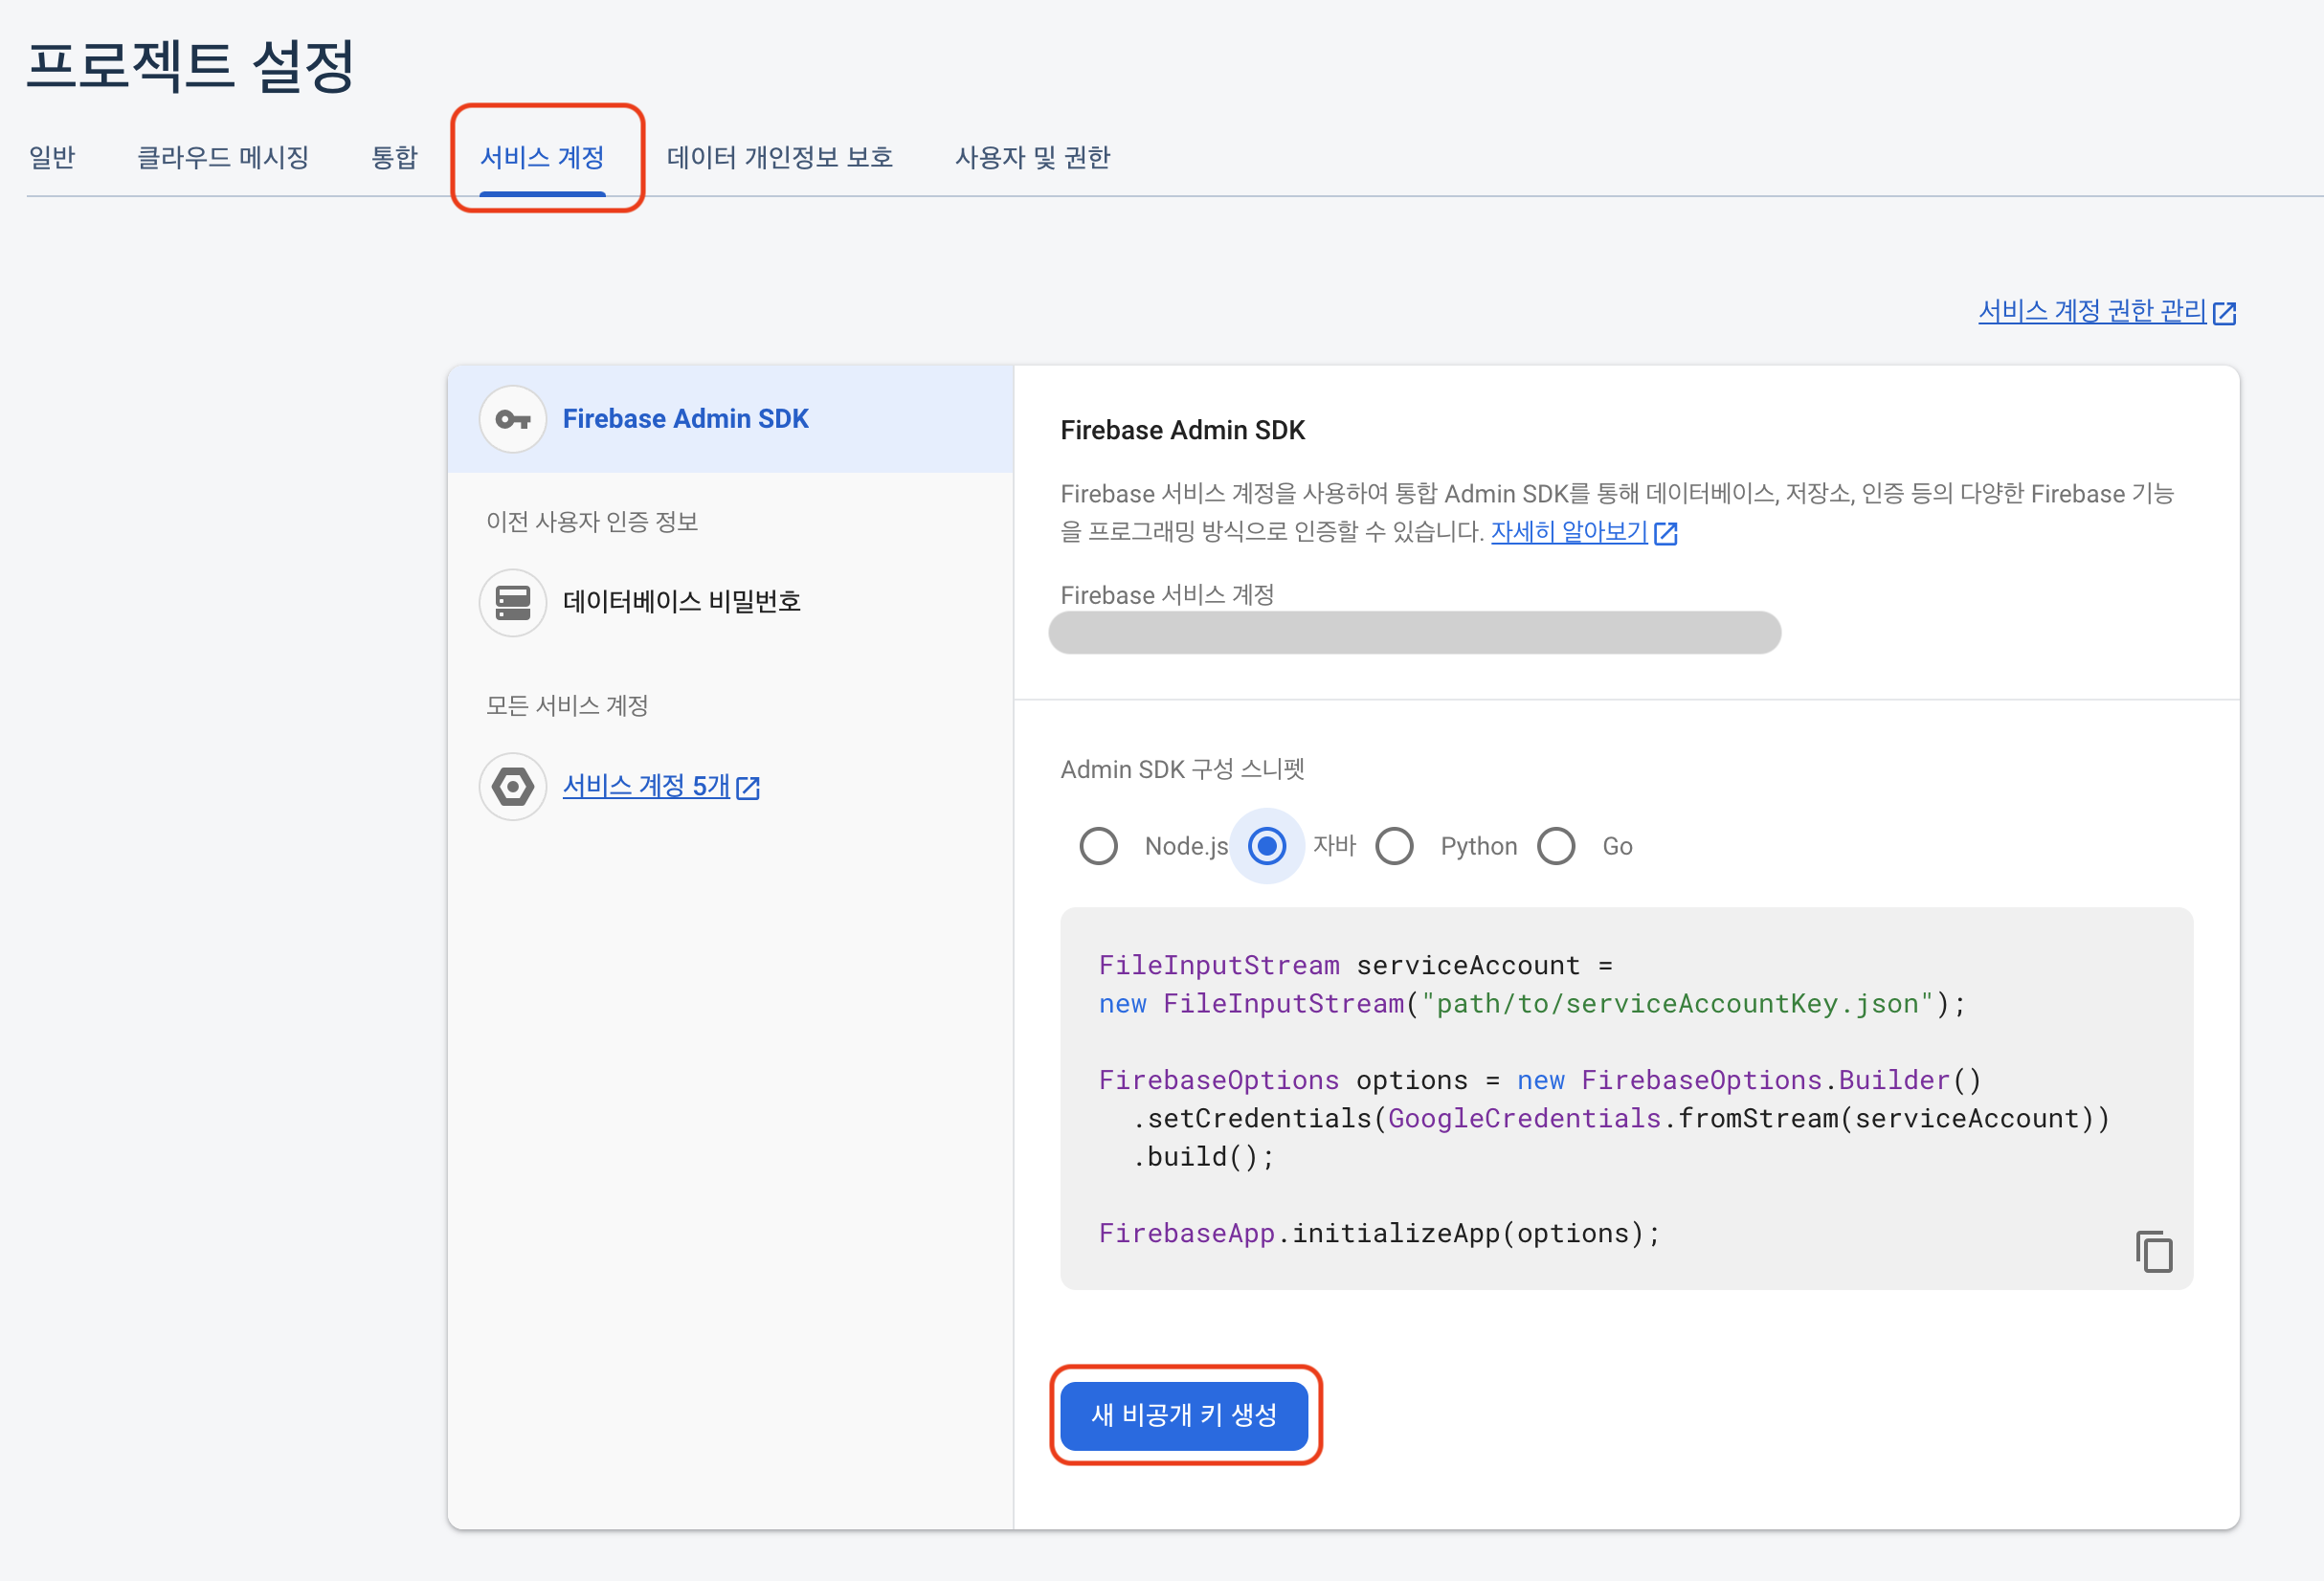 프로젝트 설정
일반 클라우드 메시징 통합 서비스 계정 데이터 개인정보 보호 사용자 및 권한
서비스 계정 권한 관리
Firebase Admin SDK
이전 사용자 인증 정보
데이터베이스 비밀번호
모든 서비스 계정
서비스 계정 5개
Firebase Admin SDK
Firebase 서비스 계정을 사용하여 통합 Admin SDK를 통해 데이터베이스, 저장소, 인증 등의 다양한 Firebase 기능
을 프로그래밍 방식으로 인증할 수 있습니다. 자세히 알아보기
Firebase 서비스 계정
Admin SDK 구성 스니펫
Node.js 자바 Python Go
FileInputStream serviceAccount =
new FileInputStream("path/to/serviceAccountKey.json");
FirebaseOptions options = new FirebaseOptions.Builder()
.setCredentials(GoogleCredentials.fromStream(serviceAccount))
.build();
FirebaseApp.initializeApp(options);
새 비공개 키 생성